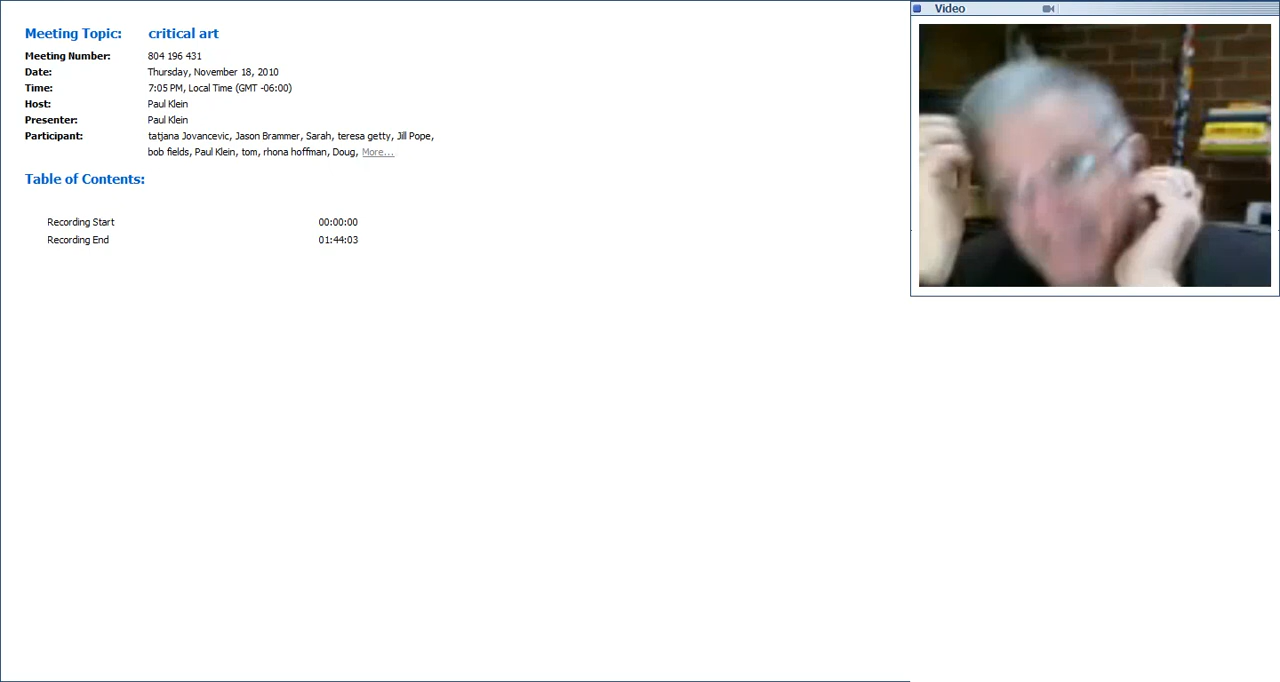 Meeting Topic: critical art
Meeting Number: 804 196 431
Date: Thursday, November 18, 2010
Time: 7:05 PM, Local Time (GMT -06:00)
Host: Paul Klein
Presenter: Paul Klein
Participant: tatjana Jovancevic, Jason Brammer, Sarah, teresa getty, Jill Pope,
bob fields, Paul Klein, tom, rhona hoffman, Doug, More...
Table of Contents:
Recording Start 00:00:00
Recording End 01:44:03
Video